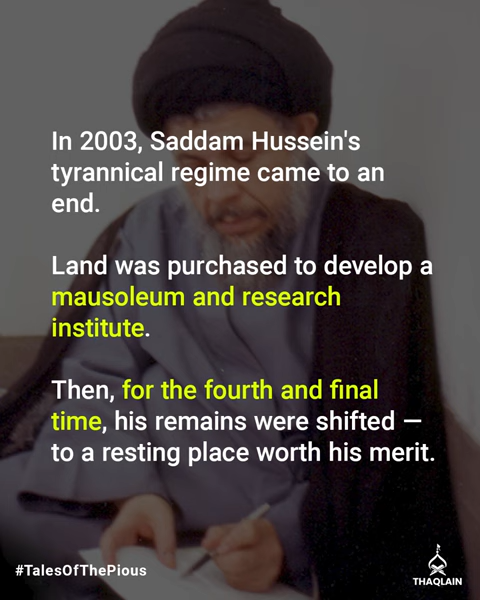 In 2003, Saddam Hussein's
tyrannical regime came to an
end.
Land was purchased to develop a
mausoleum and research
institute.
Then, for the fourth and final
time, his remains were shifted —
to a resting place worth his merit.
#TalesOfThePious
THAQLAIN